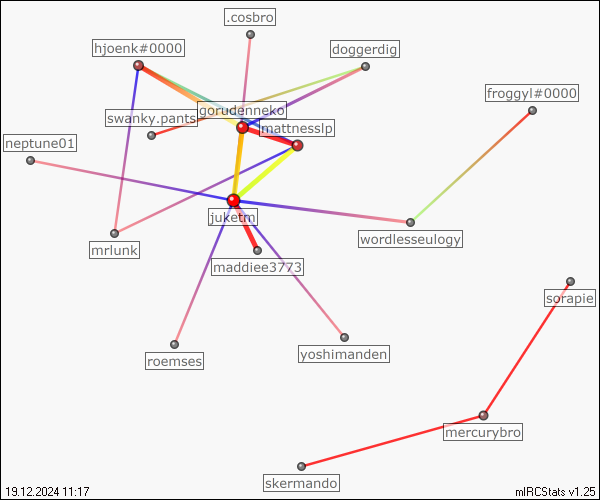 .cosbro
hjoenk#0000
doggerdig
froggyl#0000
gorudenneko
swanky.pants
mattnesslp
neptune01
juketm
wordlesseulogy
mrlunk
maddiee3773
sorapie
yoshimanden
roemses
mercurybro
skermando
19.12.2024 11:17
mIRCStats v1.25